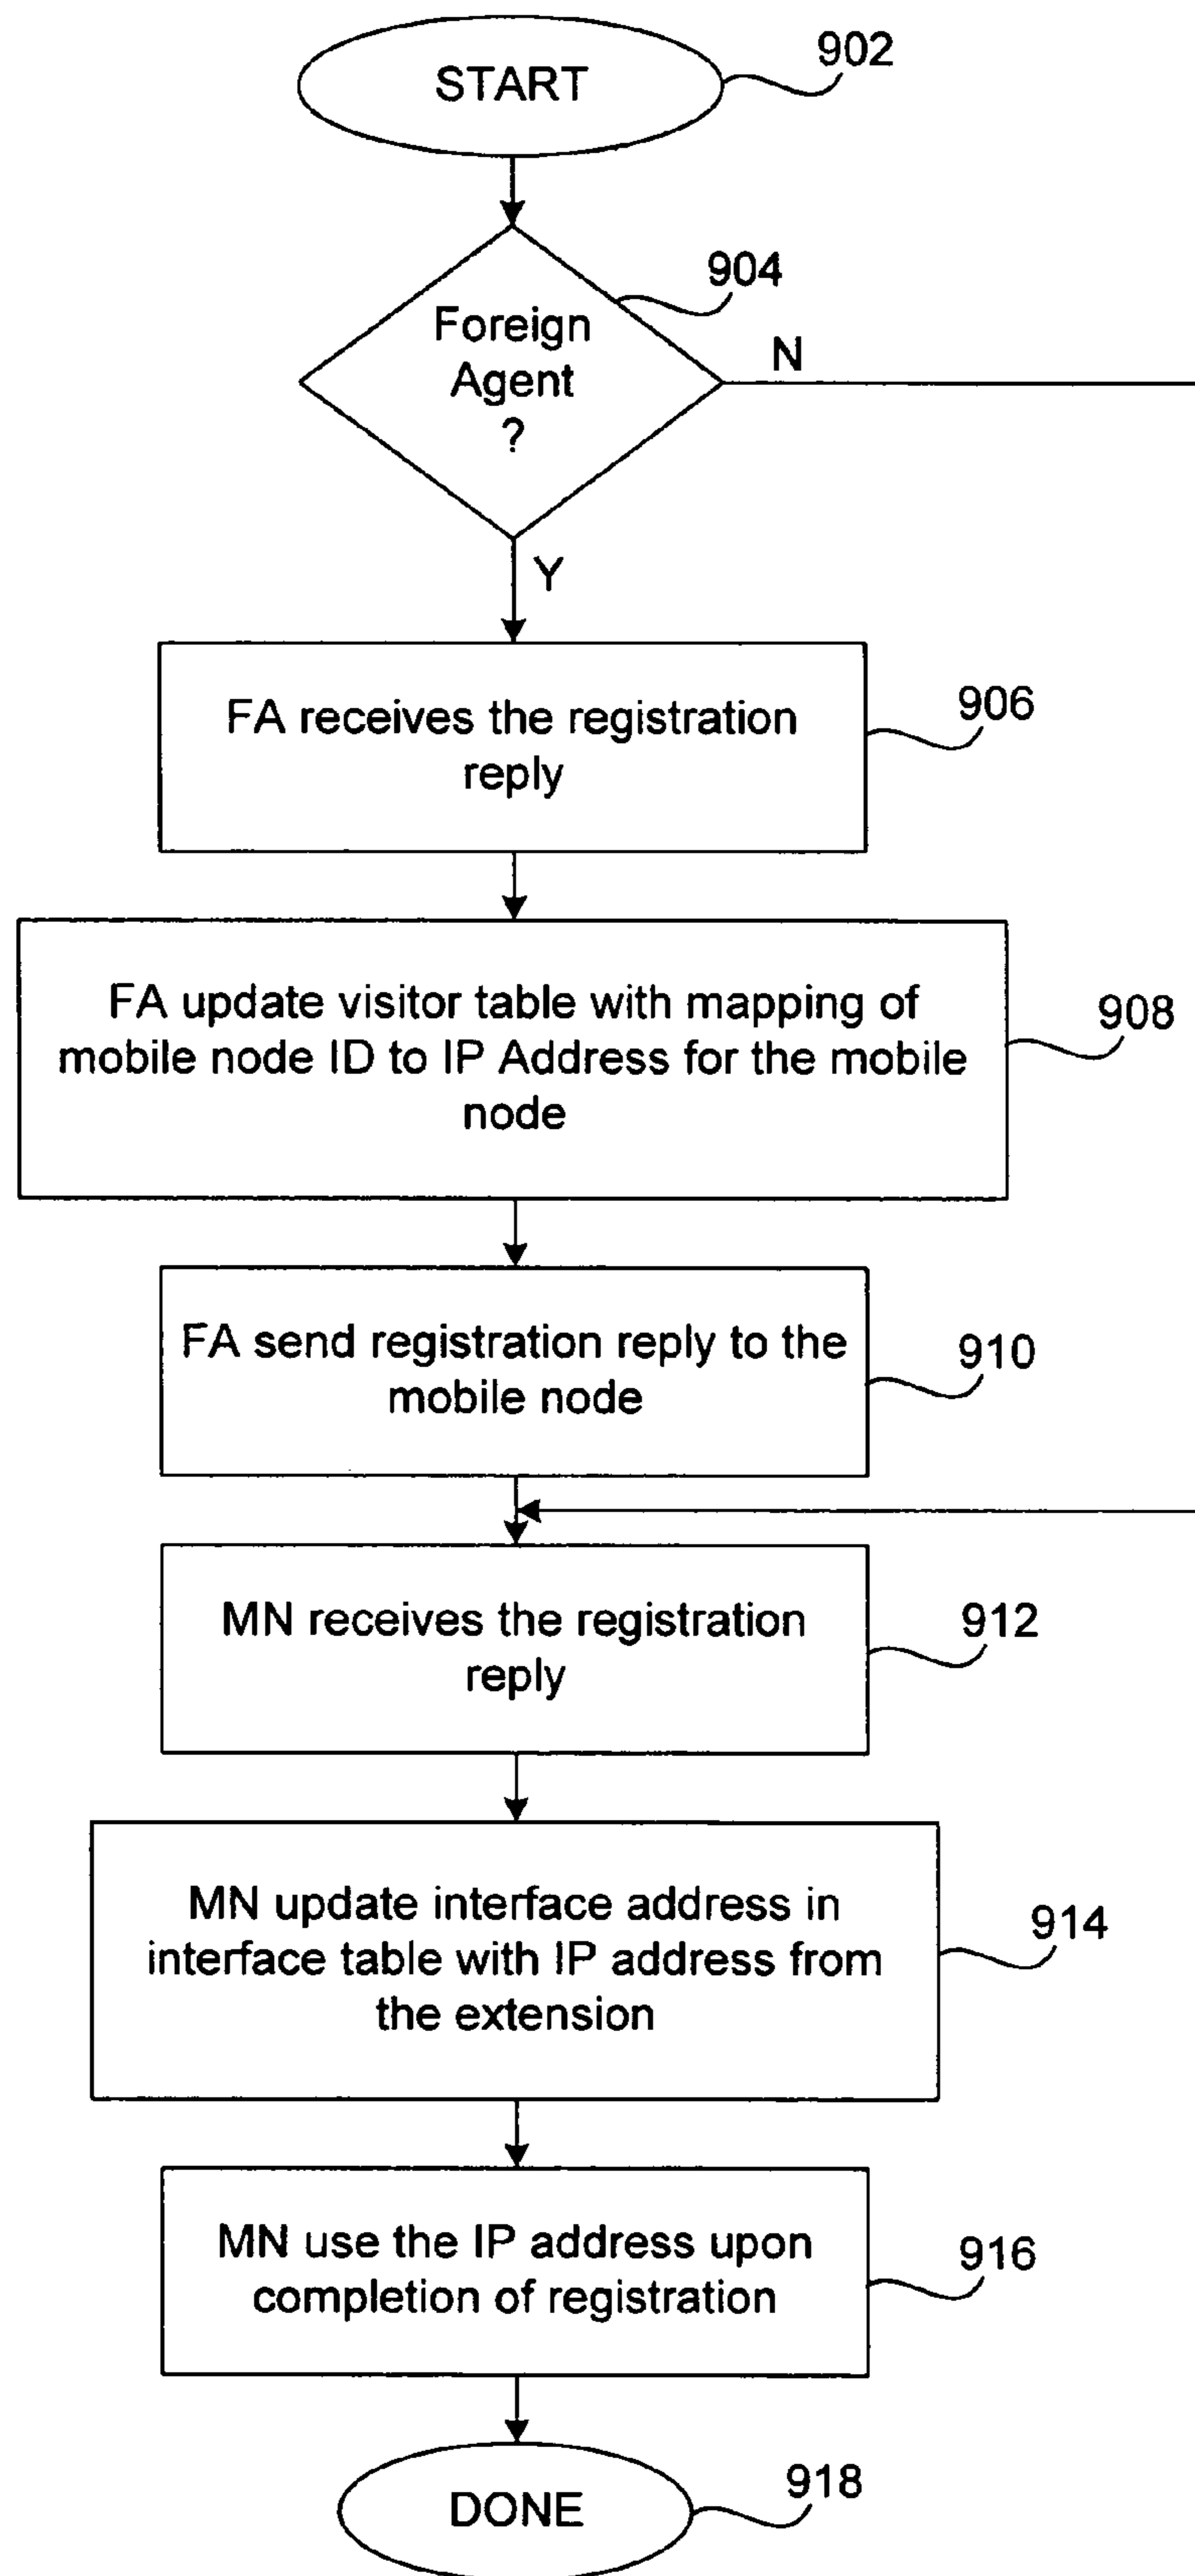 START
902
Foreign
Agent
?
904
N
Y
FA receives the registration
reply
906
FA update visitor table with mapping of
mobile node ID to IP Address for the mobile
node
908
FA send registration reply to the
mobile node
910
MN receives the registration
reply
912
MN update interface address in
interface table with IP address from
the extension
914
MN use the IP address upon
completion of registration
916
DONE
918